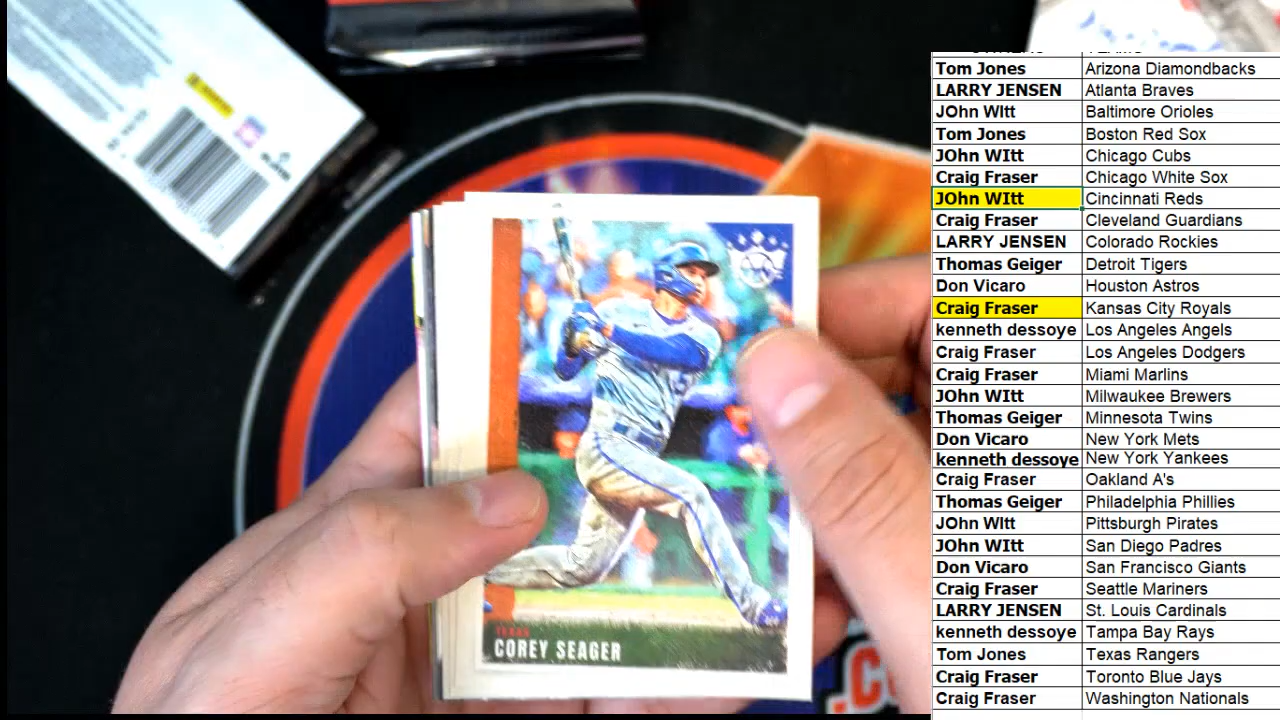 Tom Jones Arizona Diamondbacks
LARRY JENSEN Atlanta Braves
JOhn WItt Baltimore Orioles
Tom Jones Boston Red Sox
JOhn WItt Chicago Cubs
Craig Fraser Chicago White Sox
JOhn WItt Cincinnati Reds
Craig Fraser Cleveland Guardians
LARRY JENSEN Colorado Rockies
Thomas Geiger Detroit Tigers
Don Vicaro Houston Astros
Craig Fraser Kansas City Royals
kenneth dessoye Los Angeles Angels
Craig Fraser Los Angeles Dodgers
Craig Fraser Miami Marlins
JOhn WItt Milwaukee Brewers
Thomas Geiger Minnesota Twins
Don Vicaro New York Mets
kenneth dessoye New York Yankees
Craig Fraser Oakland A's
Thomas Geiger Philadelphia Phillies
JOhn WItt Pittsburgh Pirates
JOhn WItt San Diego Padres
Don Vicaro San Francisco Giants
Craig Fraser Seattle Mariners
LARRY JENSEN St. Louis Cardinals
kenneth dessoye Tampa Bay Rays
Tom Jones Texas Rangers
Craig Fraser Toronto Blue Jays
Craig Fraser Washington Nationals
TEXAS
COREY SEAGER